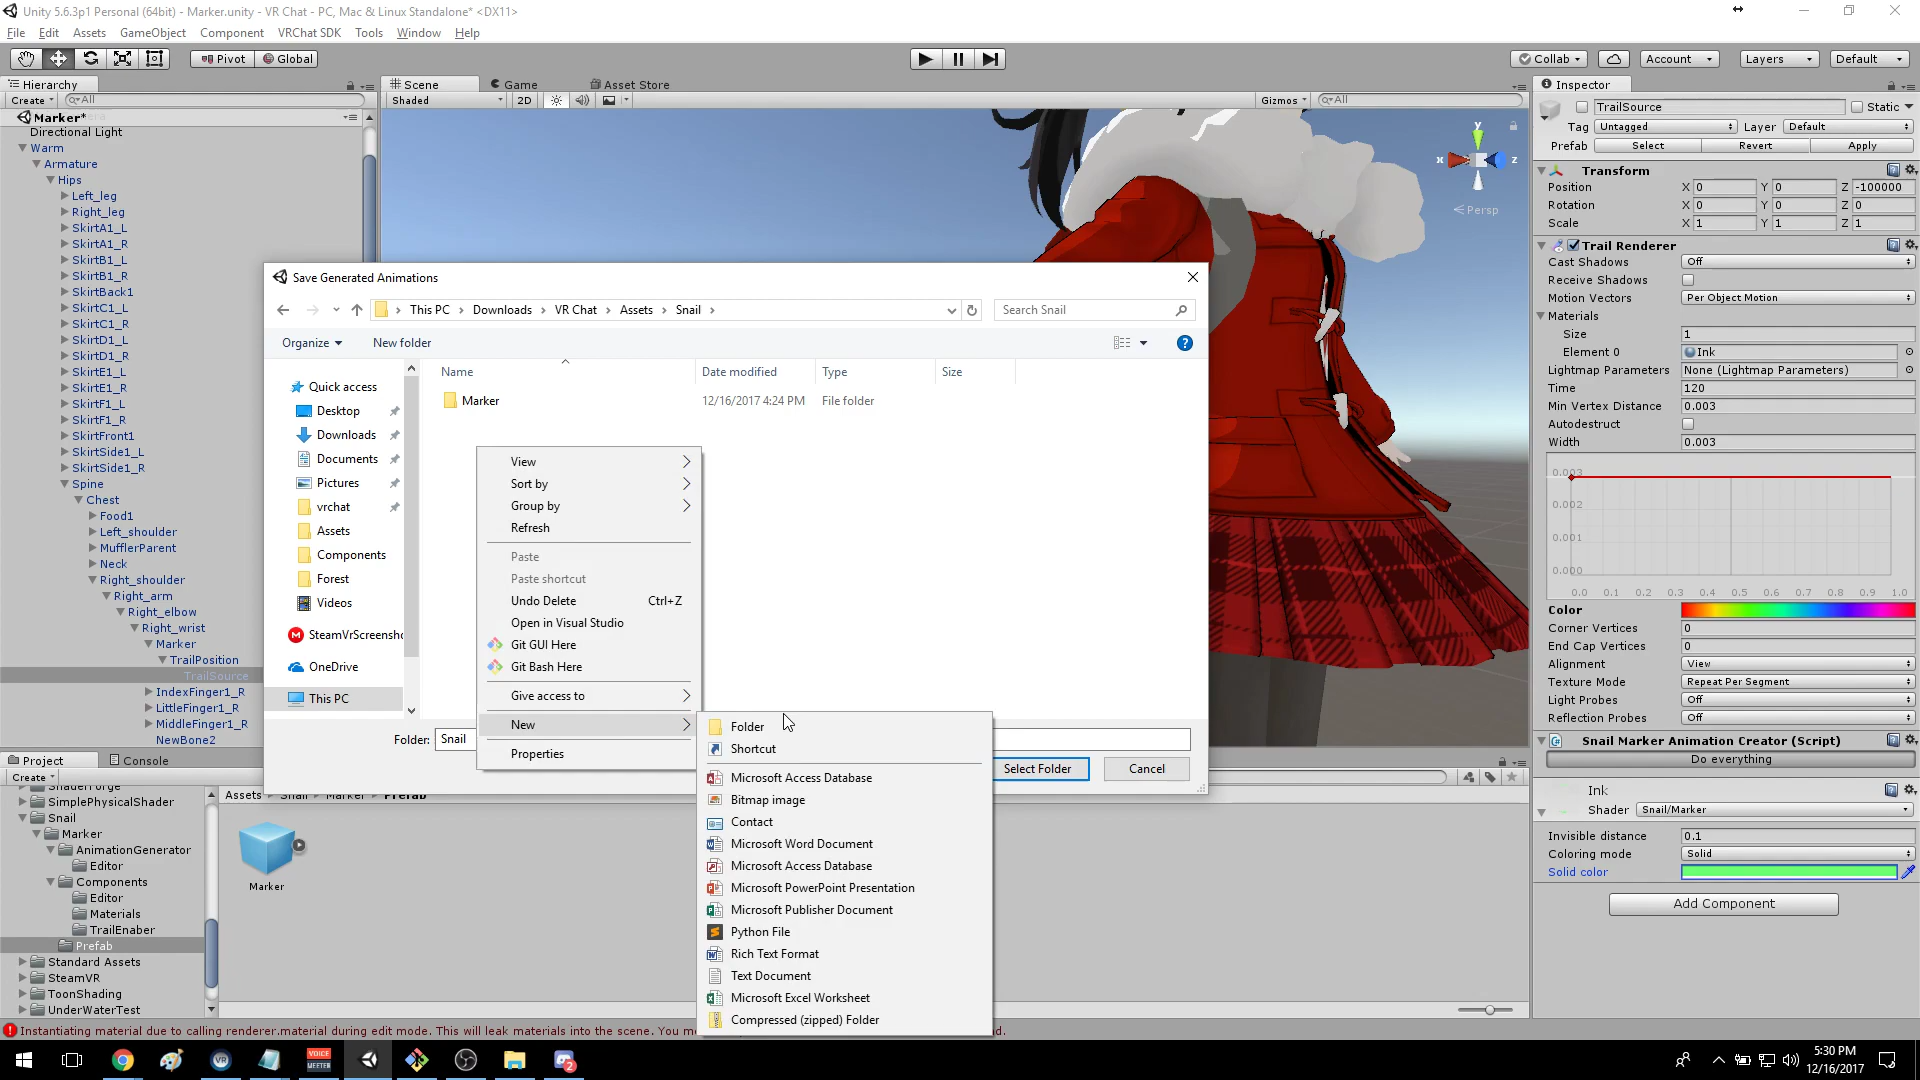 Unity 5.6.3p1 Personal (64bit) - Marker.unity - VR Chat - PC, Mac & Linux Standalone* <DX11>
File Edit Assets GameObject Component VRChat SDK Tools Window Help
Pivot Global Collab Account Layers Default
Hierarchy
Create All
Marker*
Directional Light
Warm
Armature
Hips
Left_leg
Right_leg
SkirtA1_L
SkirtA1_R
SkirtB1_L
SkirtB1_R
SkirtBack1
SkirtC1_L
SkirtC1_R
SkirtD1_L
SkirtD1_R
SkirtE1_L
SkirtE1_R
SkirtF1_L
SkirtF1_R
SkirtFront1
SkirtSide1_L
SkirtSide1_R
Spine
Chest
Food1
Left_shoulder
MufflerParent
Neck
Right_shoulder
Right_arm
Right_elbow
Right_wrist
Marker
TrailPosition
TrailSource
IndexFinger1_R
LittleFinger1_R
MiddleFinger1_R
NewBone2
Scene Game Asset Store
Shaded 2D Gizmos All
y
x z
Persp
Save Generated Animations
This PC Downloads VR Chat Assets Snail
Search Snail
Organize New folder
Quick access
Desktop
Downloads
Documents
Pictures
vrchat
Assets
Components
Forest
Videos
SteamVrScreensho
OneDrive
This PC
Name Date modified Type Size
Marker 12/16/2017 4:24 PM File folder
Folder: Snail
Select Folder Cancel
View
Sort by
Group by
Refresh
Paste
Paste shortcut
Undo Delete Ctrl+Z
Open in Visual Studio
Git GUI Here
Git Bash Here
Give access to
New
Properties
Folder
Shortcut
Microsoft Access Database
Bitmap image
Contact
Microsoft Word Document
Microsoft Access Database
Microsoft PowerPoint Presentation
Microsoft Publisher Document
Python File
Rich Text Format
Text Document
Microsoft Excel Worksheet
Compressed (zipped) Folder
Inspector
TrailSource Static
Tag Untagged Layer Default
Prefab Select Revert Apply
Transform
Position X 0 Y 0 Z -100000
Rotation X 0 Y 0 Z 0
Scale X 1 Y 1 Z 1
Trail Renderer
Cast Shadows Off
Receive Shadows
Motion Vectors Per Object Motion
Materials
Size 1
Element 0 Ink
Lightmap Parameters None (Lightmap Parameters)
Time 120
Min Vertex Distance 0.003
Autodestruct
Width 0.003
0.003
0.002
0.001
0.000
0.0 0.1 0.2 0.3 0.4 0.5 0.6 0.7 0.8 0.9 1.0
Color
Corner Vertices 0
End Cap Vertices 0
Alignment View
Texture Mode Repeat Per Segment
Light Probes Off
Reflection Probes Off
Snail Marker Animation Creator (Script)
Do everything
Ink
Shader Snail/Marker
Invisible distance 0.1
Coloring mode Solid
Solid color
Add Component
Project Console
Create
ShaderForge
SimplePhysicalShader
Snail
Marker
AnimationGenerator
Editor
Components
Editor
Materials
TrailEnaber
Prefab
Standard Assets
SteamVR
ToonShading
UnderWaterTest
Assets Snail Marker Prefab
Marker
Instantiating material due to calling renderer.material during edit mode. This will leak materials into the scene. You m
d.
VR
VOICE
MEETER
2
5:30 PM
12/16/2017